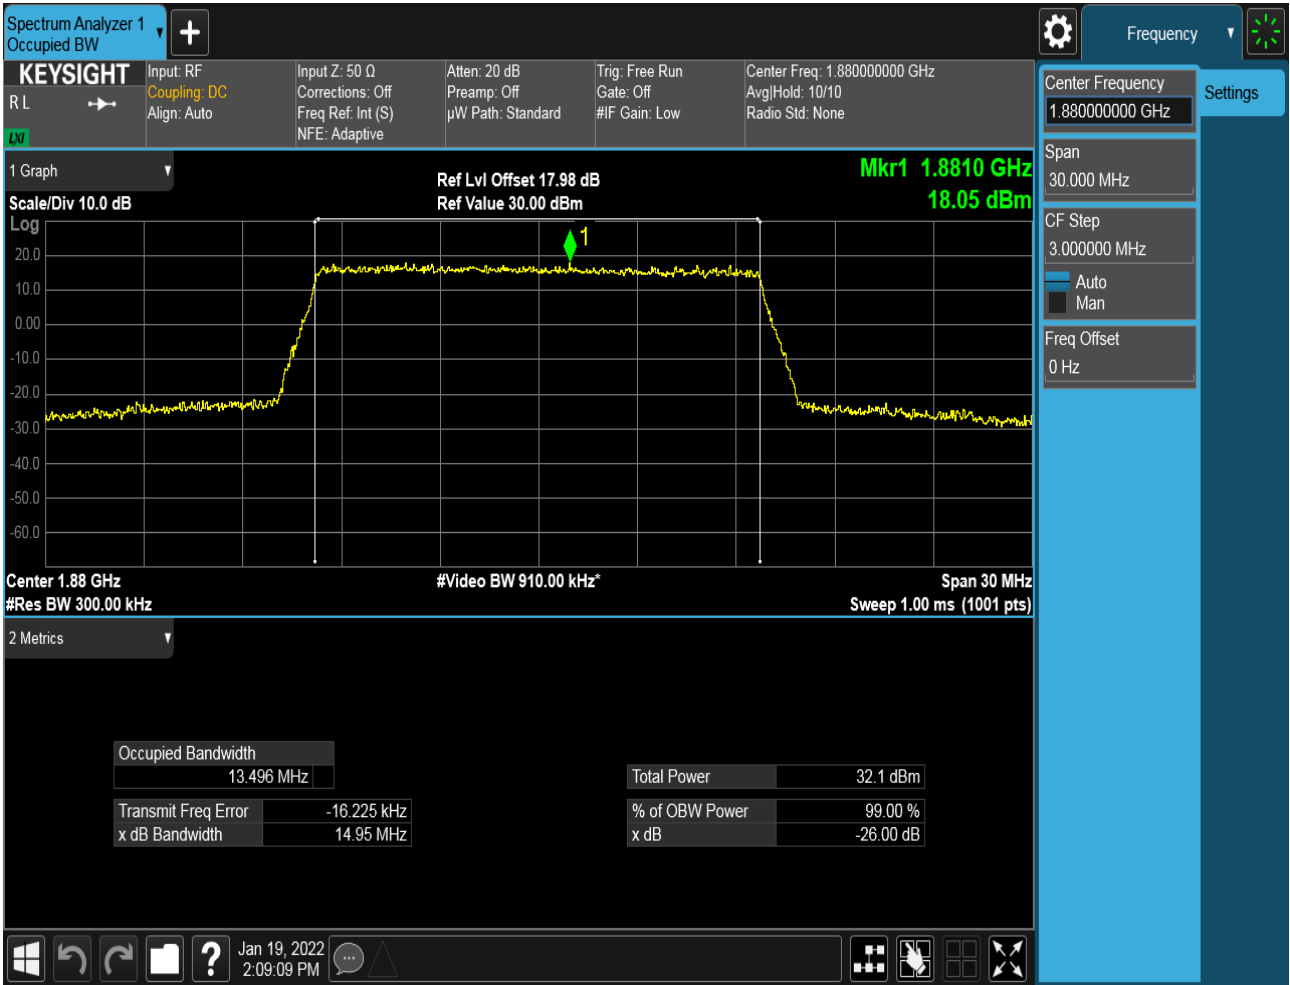 Spectrum Analyzer 1
Occupied BW
Frequency
KEYSIGHT
R L
LXI
Input: RF
Coupling: DC
Align: Auto
Input Z: 50 Ω
Corrections: Off
Freq Ref: Int (S)
NFE: Adaptive
Atten: 20 dB
Preamp: Off
µW Path: Standard
Trig: Free Run
Gate: Off
#IF Gain: Low
Center Freq: 1.880000000 GHz
Avg|Hold: 10/10
Radio Std: None
Center Frequency
1.880000000 GHz
Settings
Span
30.000 MHz
CF Step
3.000000 MHz
Auto
Man
Freq Offset
0 Hz
1 Graph
Scale/Div 10.0 dB
Ref Lvl Offset 17.98 dB
Ref Value 30.00 dBm
Mkr1 1.8810 GHz
18.05 dBm
Log
1
20.0
10.0
0.00
-10.0
-20.0
-30.0
-40.0
-50.0
-60.0
Center 1.88 GHz
#Video BW 910.00 kHz*
Span 30 MHz
#Res BW 300.00 kHz
Sweep 1.00 ms (1001 pts)
2 Metrics
Occupied Bandwidth
13.496 MHz
Total Power 32.1 dBm
Transmit Freq Error -16.225 kHz
% of OBW Power 99.00 %
x dB Bandwidth 14.95 MHz
x dB -26.00 dB
?
Jan 19, 2022
2:09:09 PM